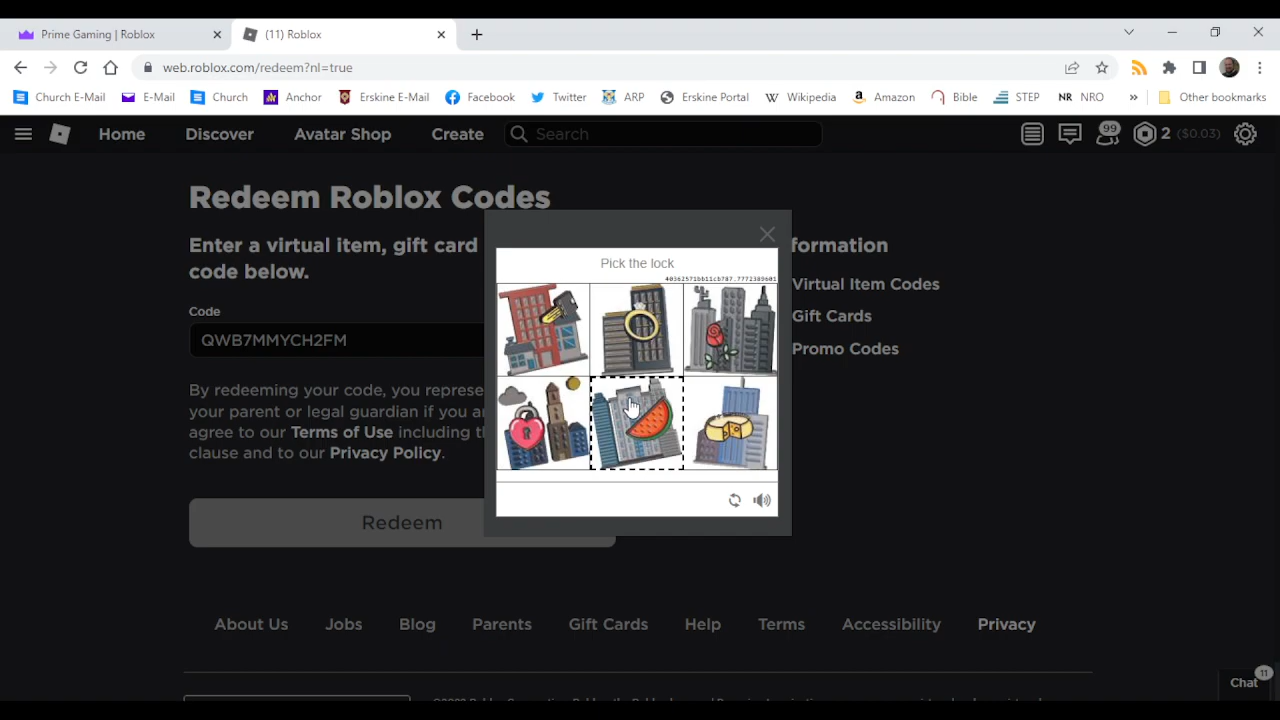 Prime Gaming | Roblox
(11) Roblox
web.roblox.com/redeem?nl=true
Church E-Mail
E-Mail
Church
Anchor
Erskine E-Mail
Facebook
Twitter
ARP
Erskine Portal
W Wikipedia
a Amazon
Bible
STEP
NR NRO
»
Other bookmarks
Home
Discover
Avatar Shop
Create
Search
99
2 ($0.03)
Redeem Roblox Codes
Enter a virtual item, gift card
code below.
Code
QWB7MMYCH2FM
By redeeming your code, you represe
your parent or legal guardian if you a
agree to our Terms of Use including t
clause and to our Privacy Policy.
Redeem
Pick the lock
40362571bb11cb787.7772389601
formation
Virtual Item Codes
Gift Cards
Promo Codes
About Us
Jobs
Blog
Parents
Gift Cards
Help
Terms
Accessibility
Privacy
Chat
11